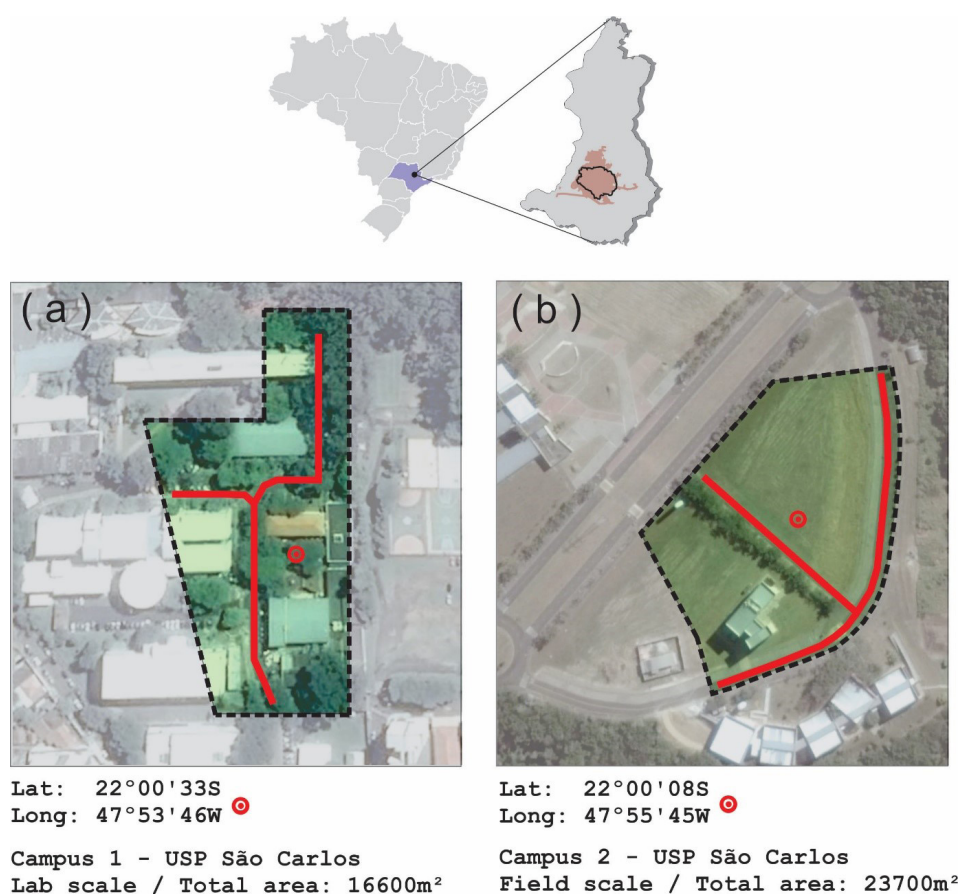 (a)
(b)
Lat: 22°00'33S
Long: 47°53'46W
Campus 1 - USP São Carlos
Lab scale / Total area: 16600m²
Lat: 22°00'08S
Long: 47°55'45W
Campus 2 - USP São Carlos
Field scale / Total area: 23700m²